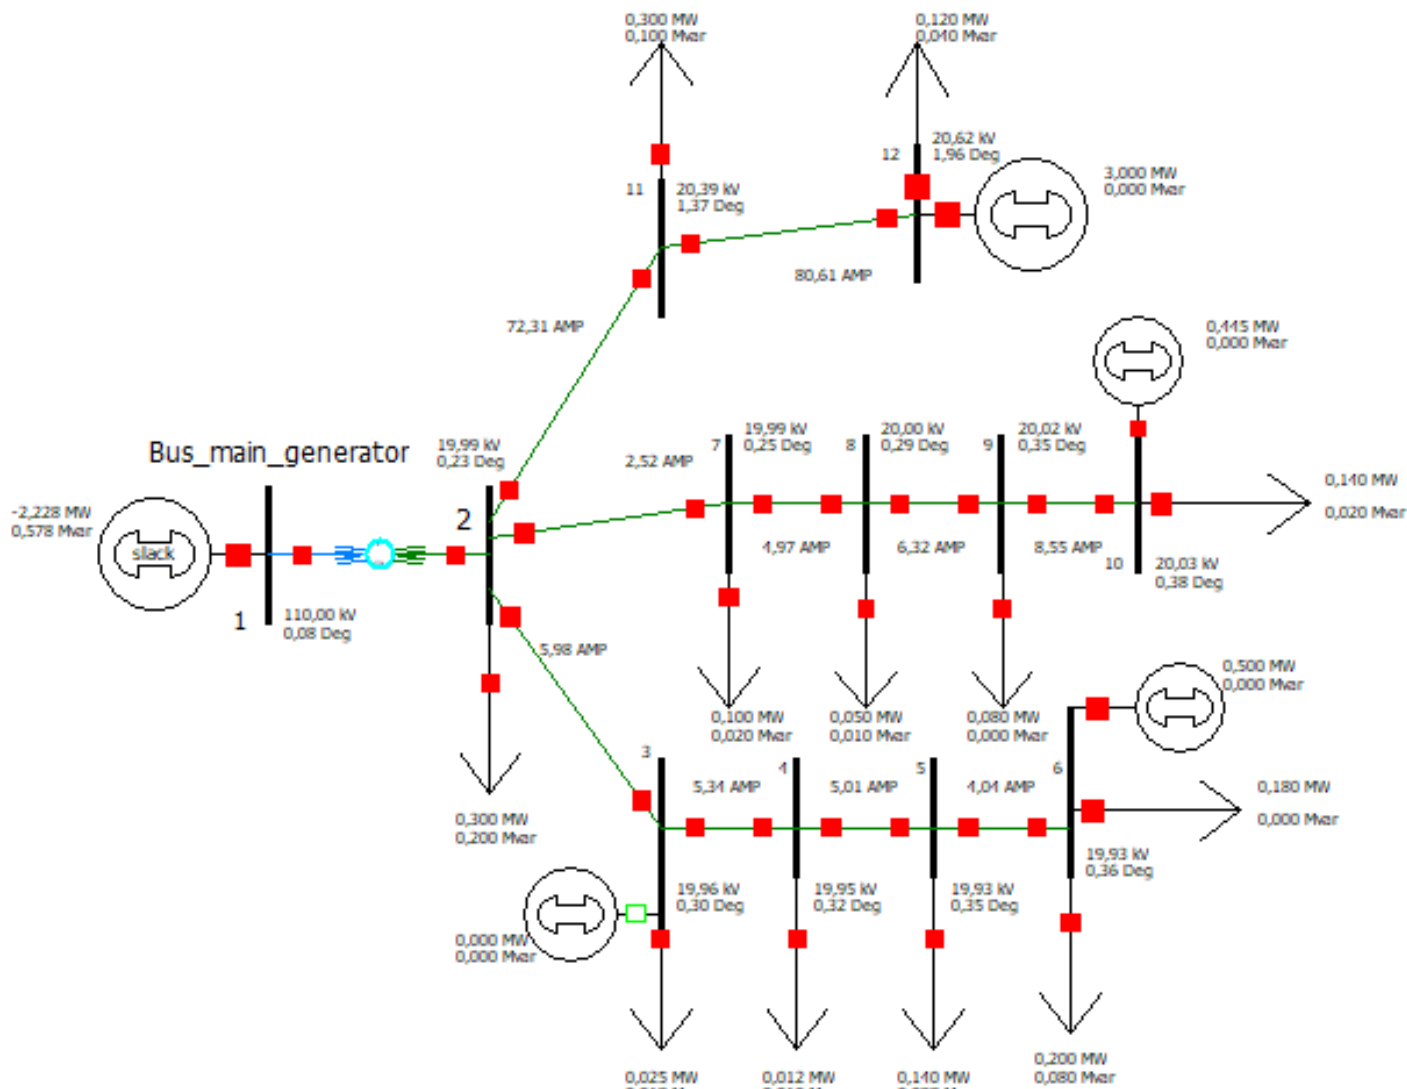 0,300 MW
0,100 Mvar
0,120 MW
0,040 Mvar
12
20,62 kV
1,96 Deg
3,000 MW
0,000 Mvar
11
20,39 kV
1,37 Deg
80,61 AMP
72,31 AMP
0,445 MW
0,000 Mvar
Bus_main_generator
19,99 kV
0,23 Deg
2
2,52 AMP
7
19,99 kV
0,25 Deg
8
20,00 kV
0,29 Deg
9
20,02 kV
0,35 Deg
0,140 MW
0,020 Mvar
-2,228 MW
0,578 Mvar
slack
4,97 AMP
6,32 AMP
8,55 AMP
10
20,03 kV
0,38 Deg
1
110,00 kV
0,08 Deg
5,98 AMP
0,100 MW
0,020 Mvar
0,050 MW
0,010 Mvar
0,080 MW
0,000 Mvar
0,500 MW
0,000 Mvar
3
4
5
6
5,34 AMP
5,01 AMP
4,04 AMP
0,180 MW
0,000 Mvar
0,300 MW
0,200 Mvar
19,96 kV
0,30 Deg
19,95 kV
0,32 Deg
19,93 kV
0,35 Deg
19,93 kV
0,36 Deg
0,000 MW
0,000 Mvar
0,025 MW
0,012 MW
0,140 MW
0,200 MW
0,080 Mvar